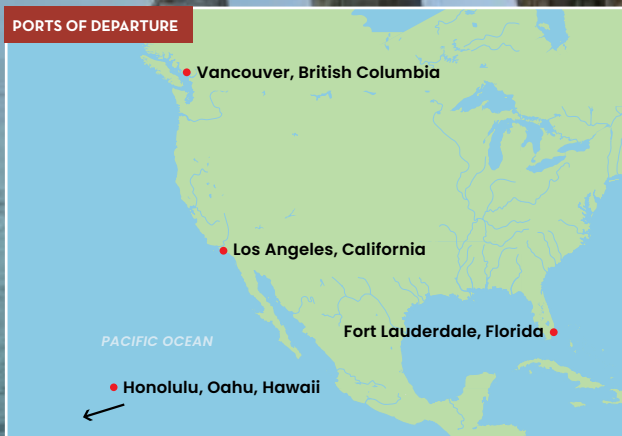 PORTS OF DEPARTURE
Vancouver, British Columbia
Los Angeles, California
Fort Lauderdale, Florida
PACIFIC OCEAN
Honolulu, Oahu, Hawaii